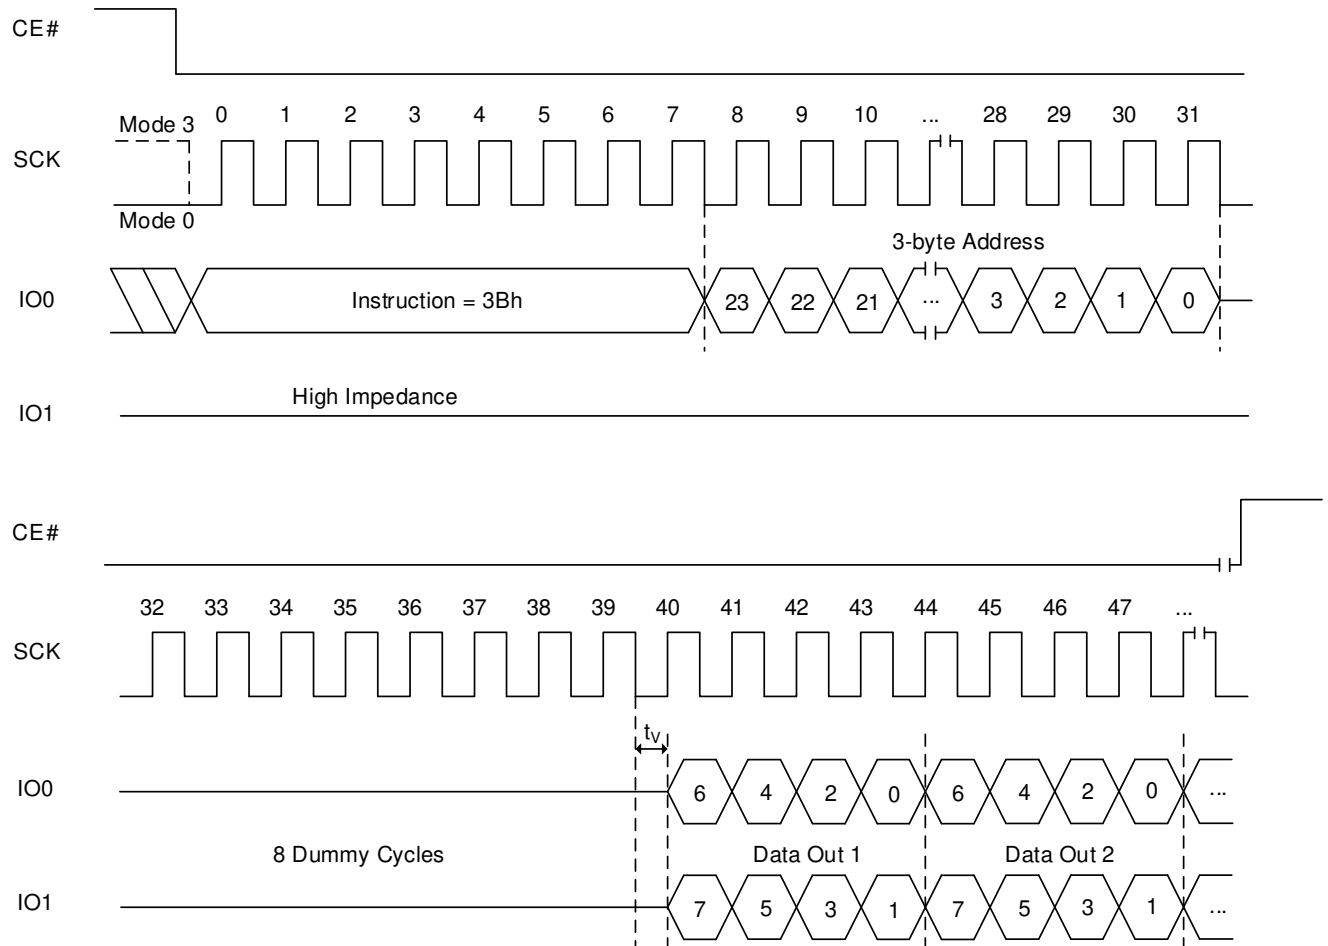 CE#
Mode 3 0 1 2 3 4 5 6 7 8 9 10 ... 28 29 30 31
SCK
Mode 0
3-byte Address
IO0 Instruction = 3Bh 23 22 21 ... 3 2 1 0
High Impedance
IO1
CE#
32 33 34 35 36 37 38 39 40 41 42 43 44 45 46 47 ...
SCK
tV
IO0 6 4 2 0 6 4 2 0 ...
8 Dummy Cycles Data Out 1 Data Out 2
IO1 7 5 3 1 7 5 3 1 ...